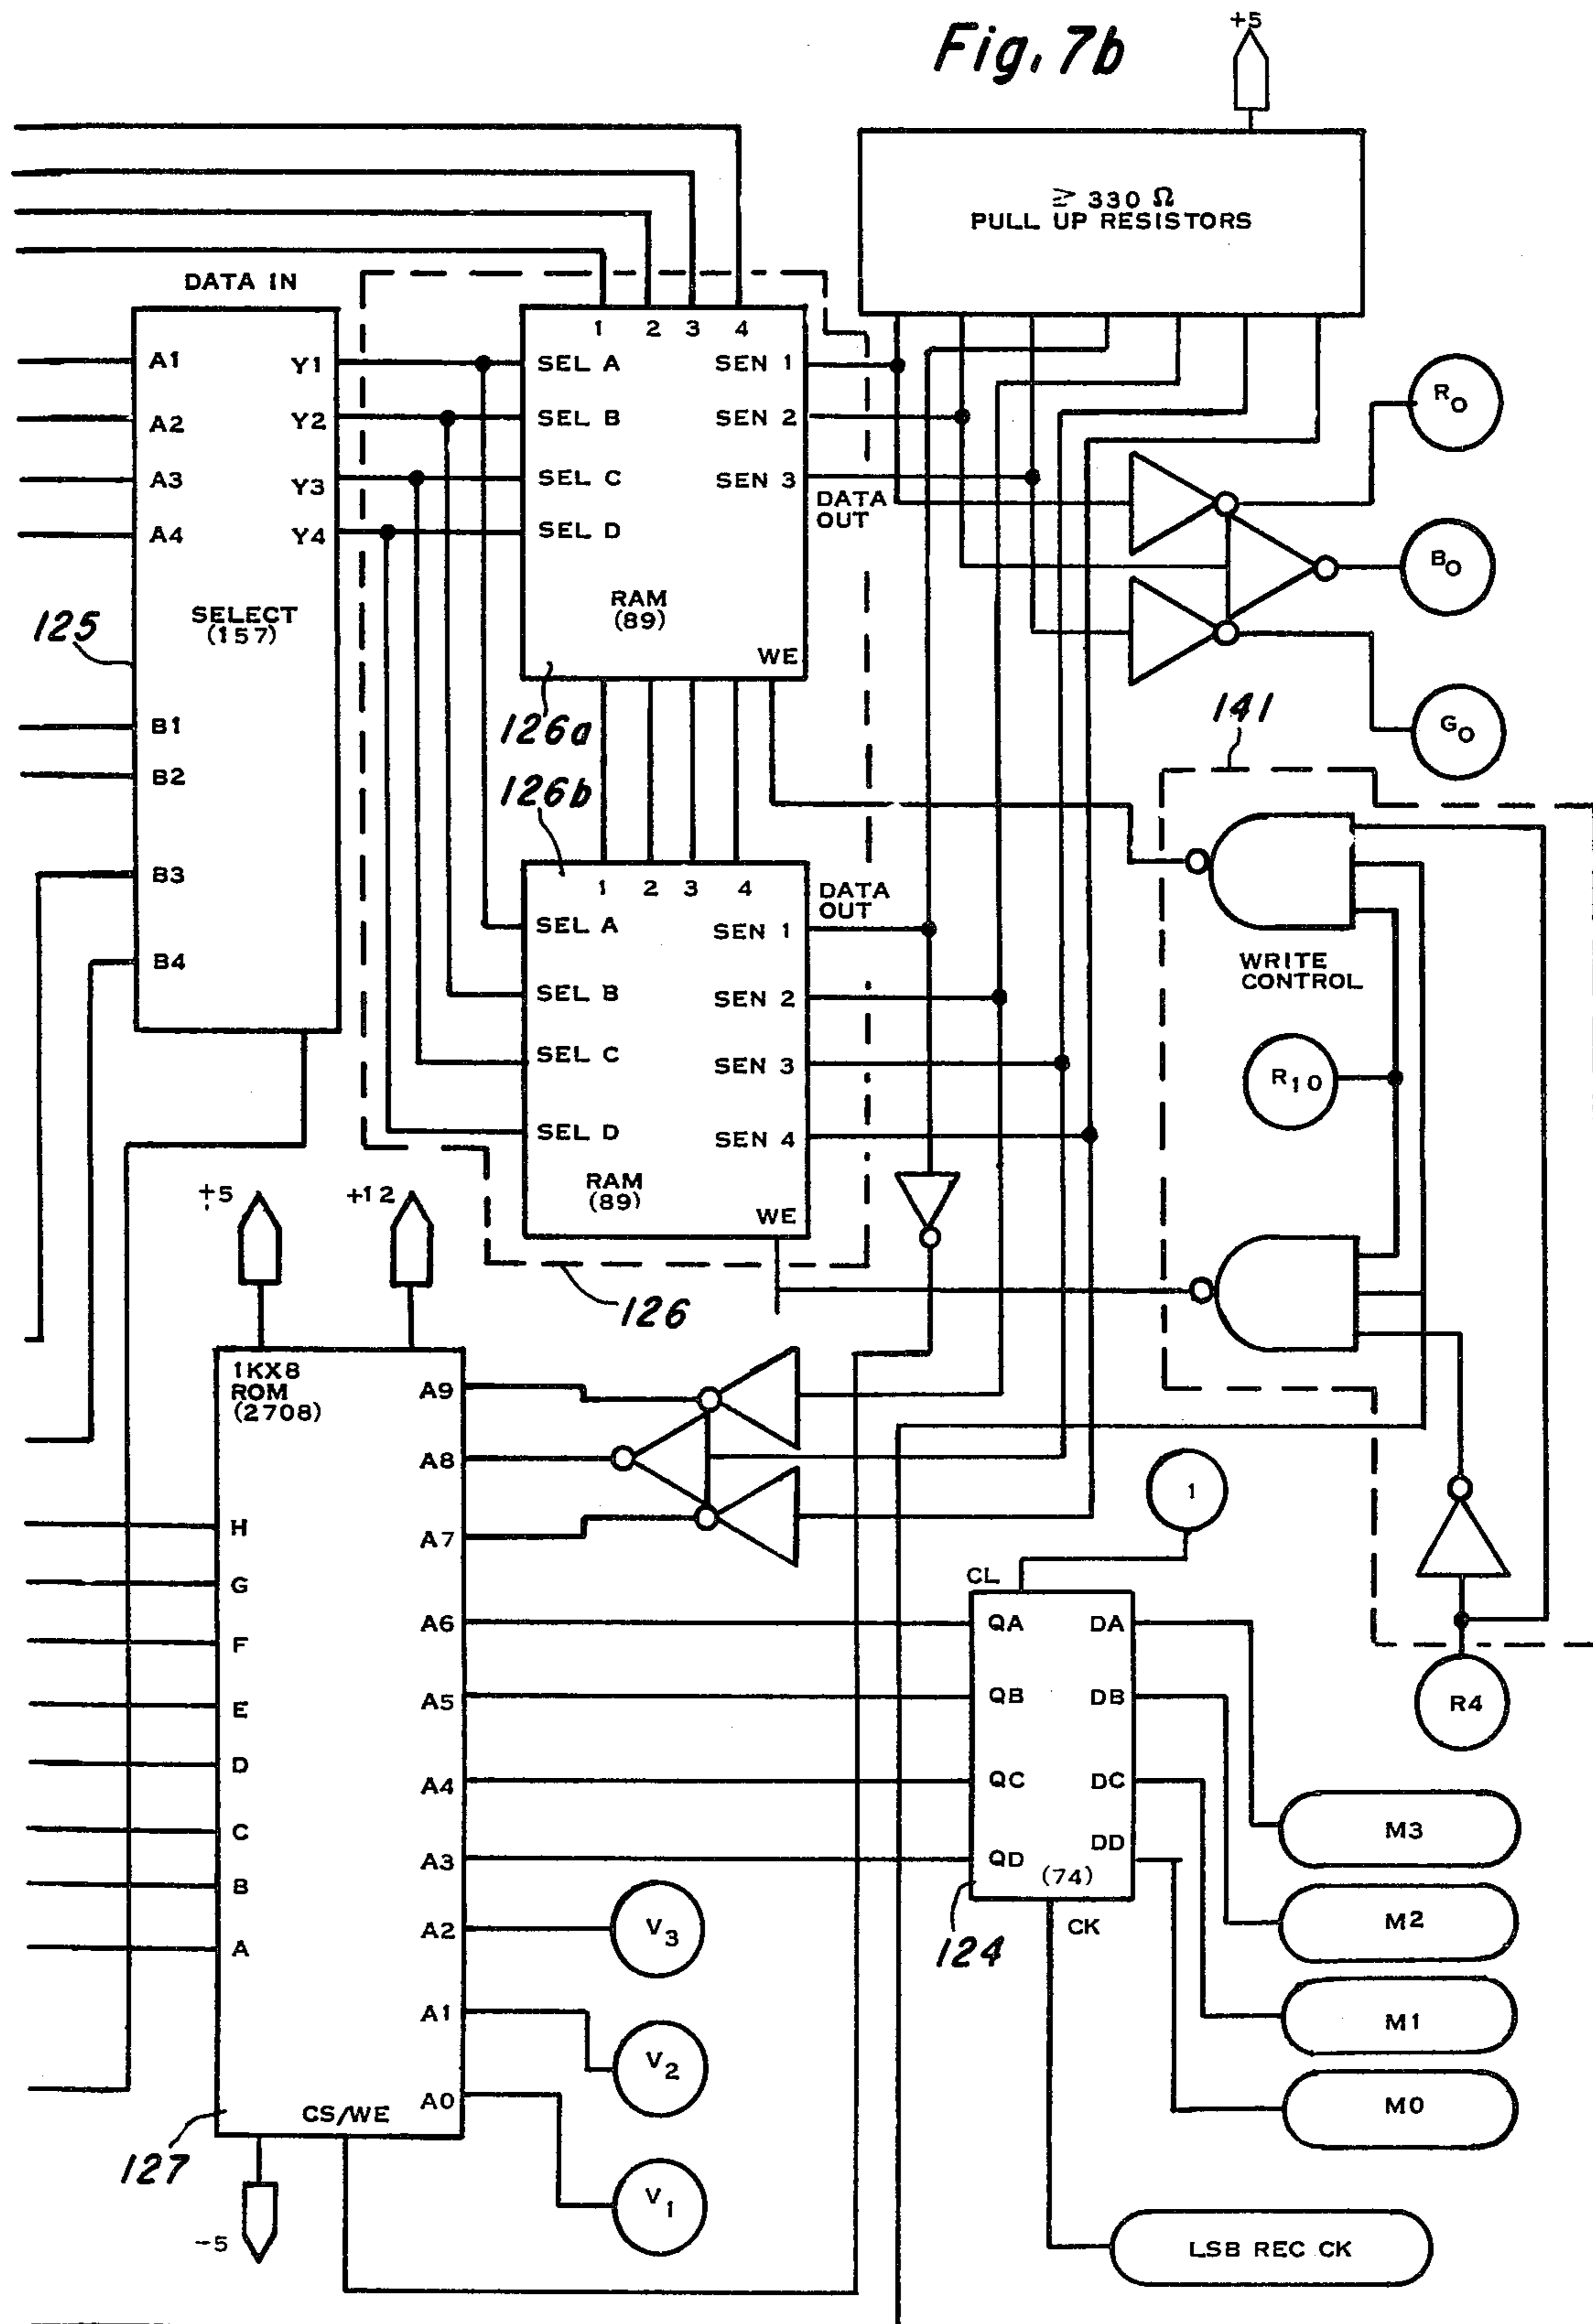 Fig. 7b
+5
≥ 330 Ω
PULL UP RESISTORS
DATA IN
A1
A2
A3
A4
B1
B2
B3
B4
Y1
Y2
Y3
Y4
SELECT
(157)
125
1 2 3 4
SEL A
SEL B
SEL C
SEL D
SEN 1
SEN 2
SEN 3
DATA
OUT
RAM
(89)
WE
126a
R0
B0
G0
141
126b
1 2 3 4
SEL A
SEL B
SEL C
SEL D
DATA
OUT
SEN 1
SEN 2
SEN 3
SEN 4
RAM
(89)
WE
126
WRITE
CONTROL
R10
+5
+12
1KX8
ROM
(2708)
H
G
F
E
D
C
B
A
A9
A8
A7
A6
A5
A4
A3
A2
A1
A0
CS/WE
127
-5
V3
V2
V1
1
CL
QA
QB
QC
QD
DA
DB
DC
DD
(74)
CK
124
R4
M3
M2
M1
M0
LSB REC CK